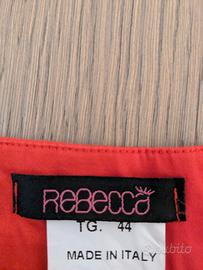 ReBecca
TG. 44
MADE IN ITALY
subito